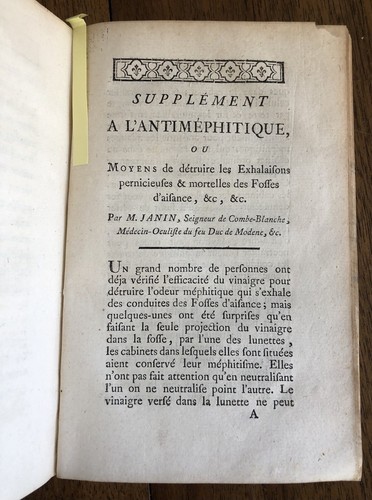 SUPPLÉMENT
A L'ANTIMÉPHITIQUE,
OU
MOYENS de détruire les Exhalaisons
pernicieuses & mortelles des Fosses
d'aisance, &c, &c.
Par M. JANIN, Seigneur de Combe-Blanche,
Médecin-Oculiste du feu Duc de Modene, &c.
UN grand nombre de personnes ont
déja vérifié l'efficacité du vinaigre pour
détruire l'odeur méphitique qui s'exhale
des conduites des Fosses d'aisance ; mais
quelques-unes ont été surprises qu'en
faisant la seule projection du vinaigre
dans la fosse, par l'une des lunettes,
les cabinets dans lesquels elles sont situées
aient conservé leur méphitisme. Elles
n'ont pas fait attention qu'en neutralisant
l'un on ne neutralise point l'autre. Le
vinaigre versé dans la lunette ne peut
A